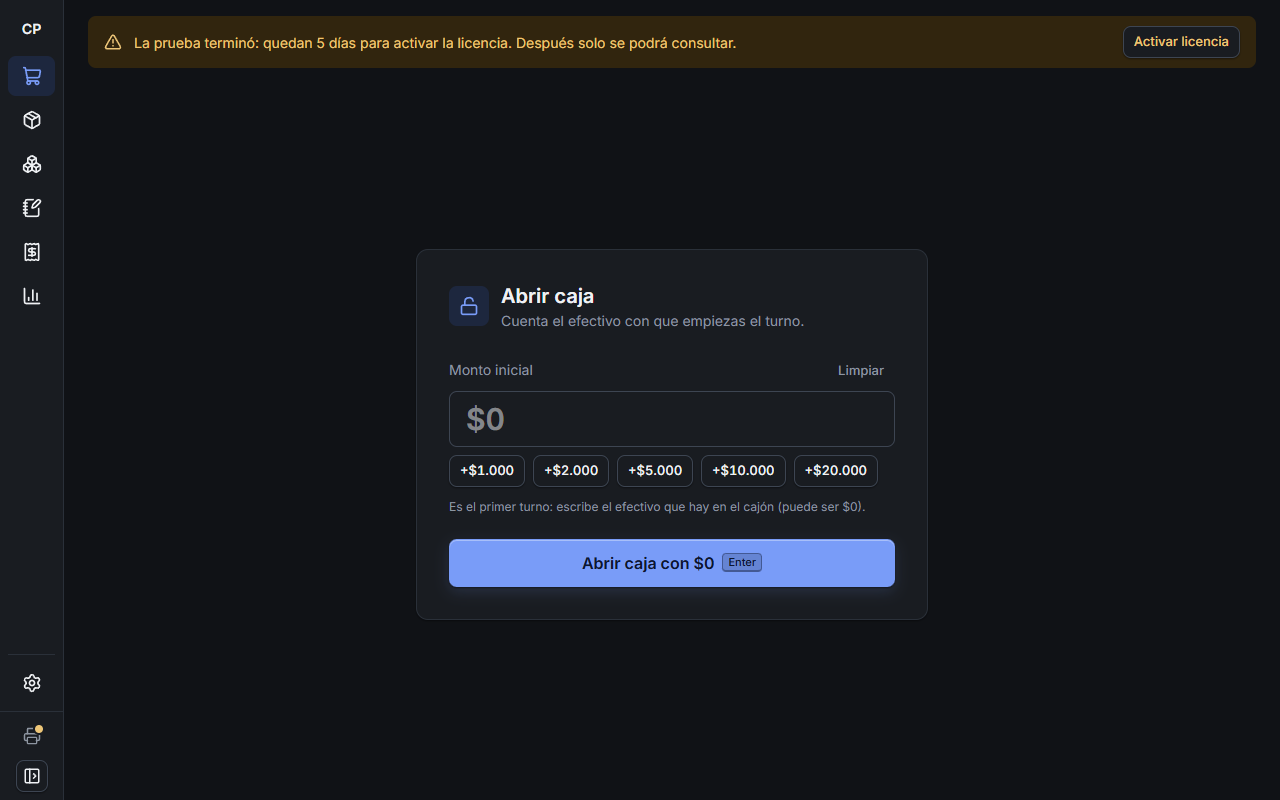 CP
La prueba terminó: quedan 5 días para activar la licencia. Después solo se podrá consultar.
Activar licencia
Abrir caja
Cuenta el efectivo con que empiezas el turno.
Monto inicial
Limpiar
$0
+$1.000
+$2.000
+$5.000
+$10.000
+$20.000
Es el primer turno: escribe el efectivo que hay en el cajón (puede ser $0).
Abrir caja con $0 Enter